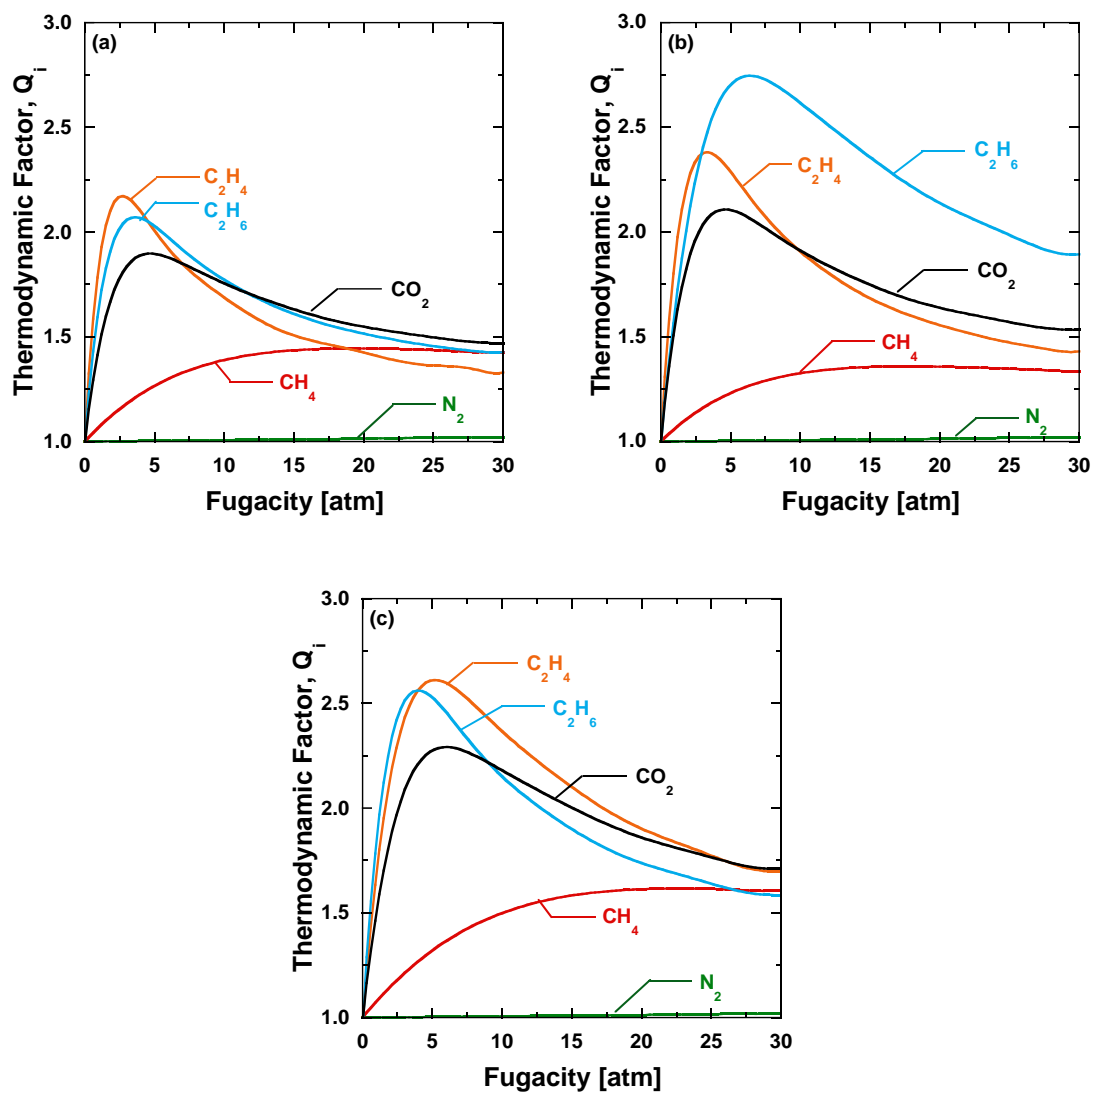 (a)
Thermodynamic Factor, Qᵢ
3.0
2.5
2.0
1.5
1.0
C₂H₄
C₂H₆
CO₂
CH₄
N₂
0 5 10 15 20 25 30
Fugacity [atm]
(b)
Thermodynamic Factor, Qᵢ
3.0
2.5
2.0
1.5
1.0
C₂H₆
C₂H₄
CO₂
CH₄
N₂
0 5 10 15 20 25 30
Fugacity [atm]
(c)
Thermodynamic Factor, Qᵢ
3.0
2.5
2.0
1.5
1.0
C₂H₄
C₂H₆
CO₂
CH₄
N₂
0 5 10 15 20 25 30
Fugacity [atm]